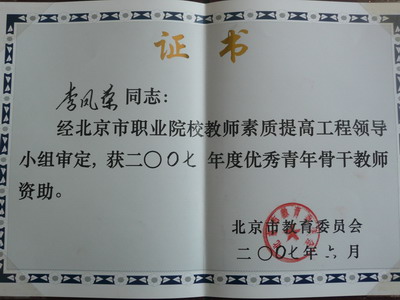 证书
李凤荣同志：
经北京市职业院校教师素质提高工程领导
小组审定，获二〇〇七年度优秀青年骨干教师
资助。
北京市教育委员会
二〇〇七年六月